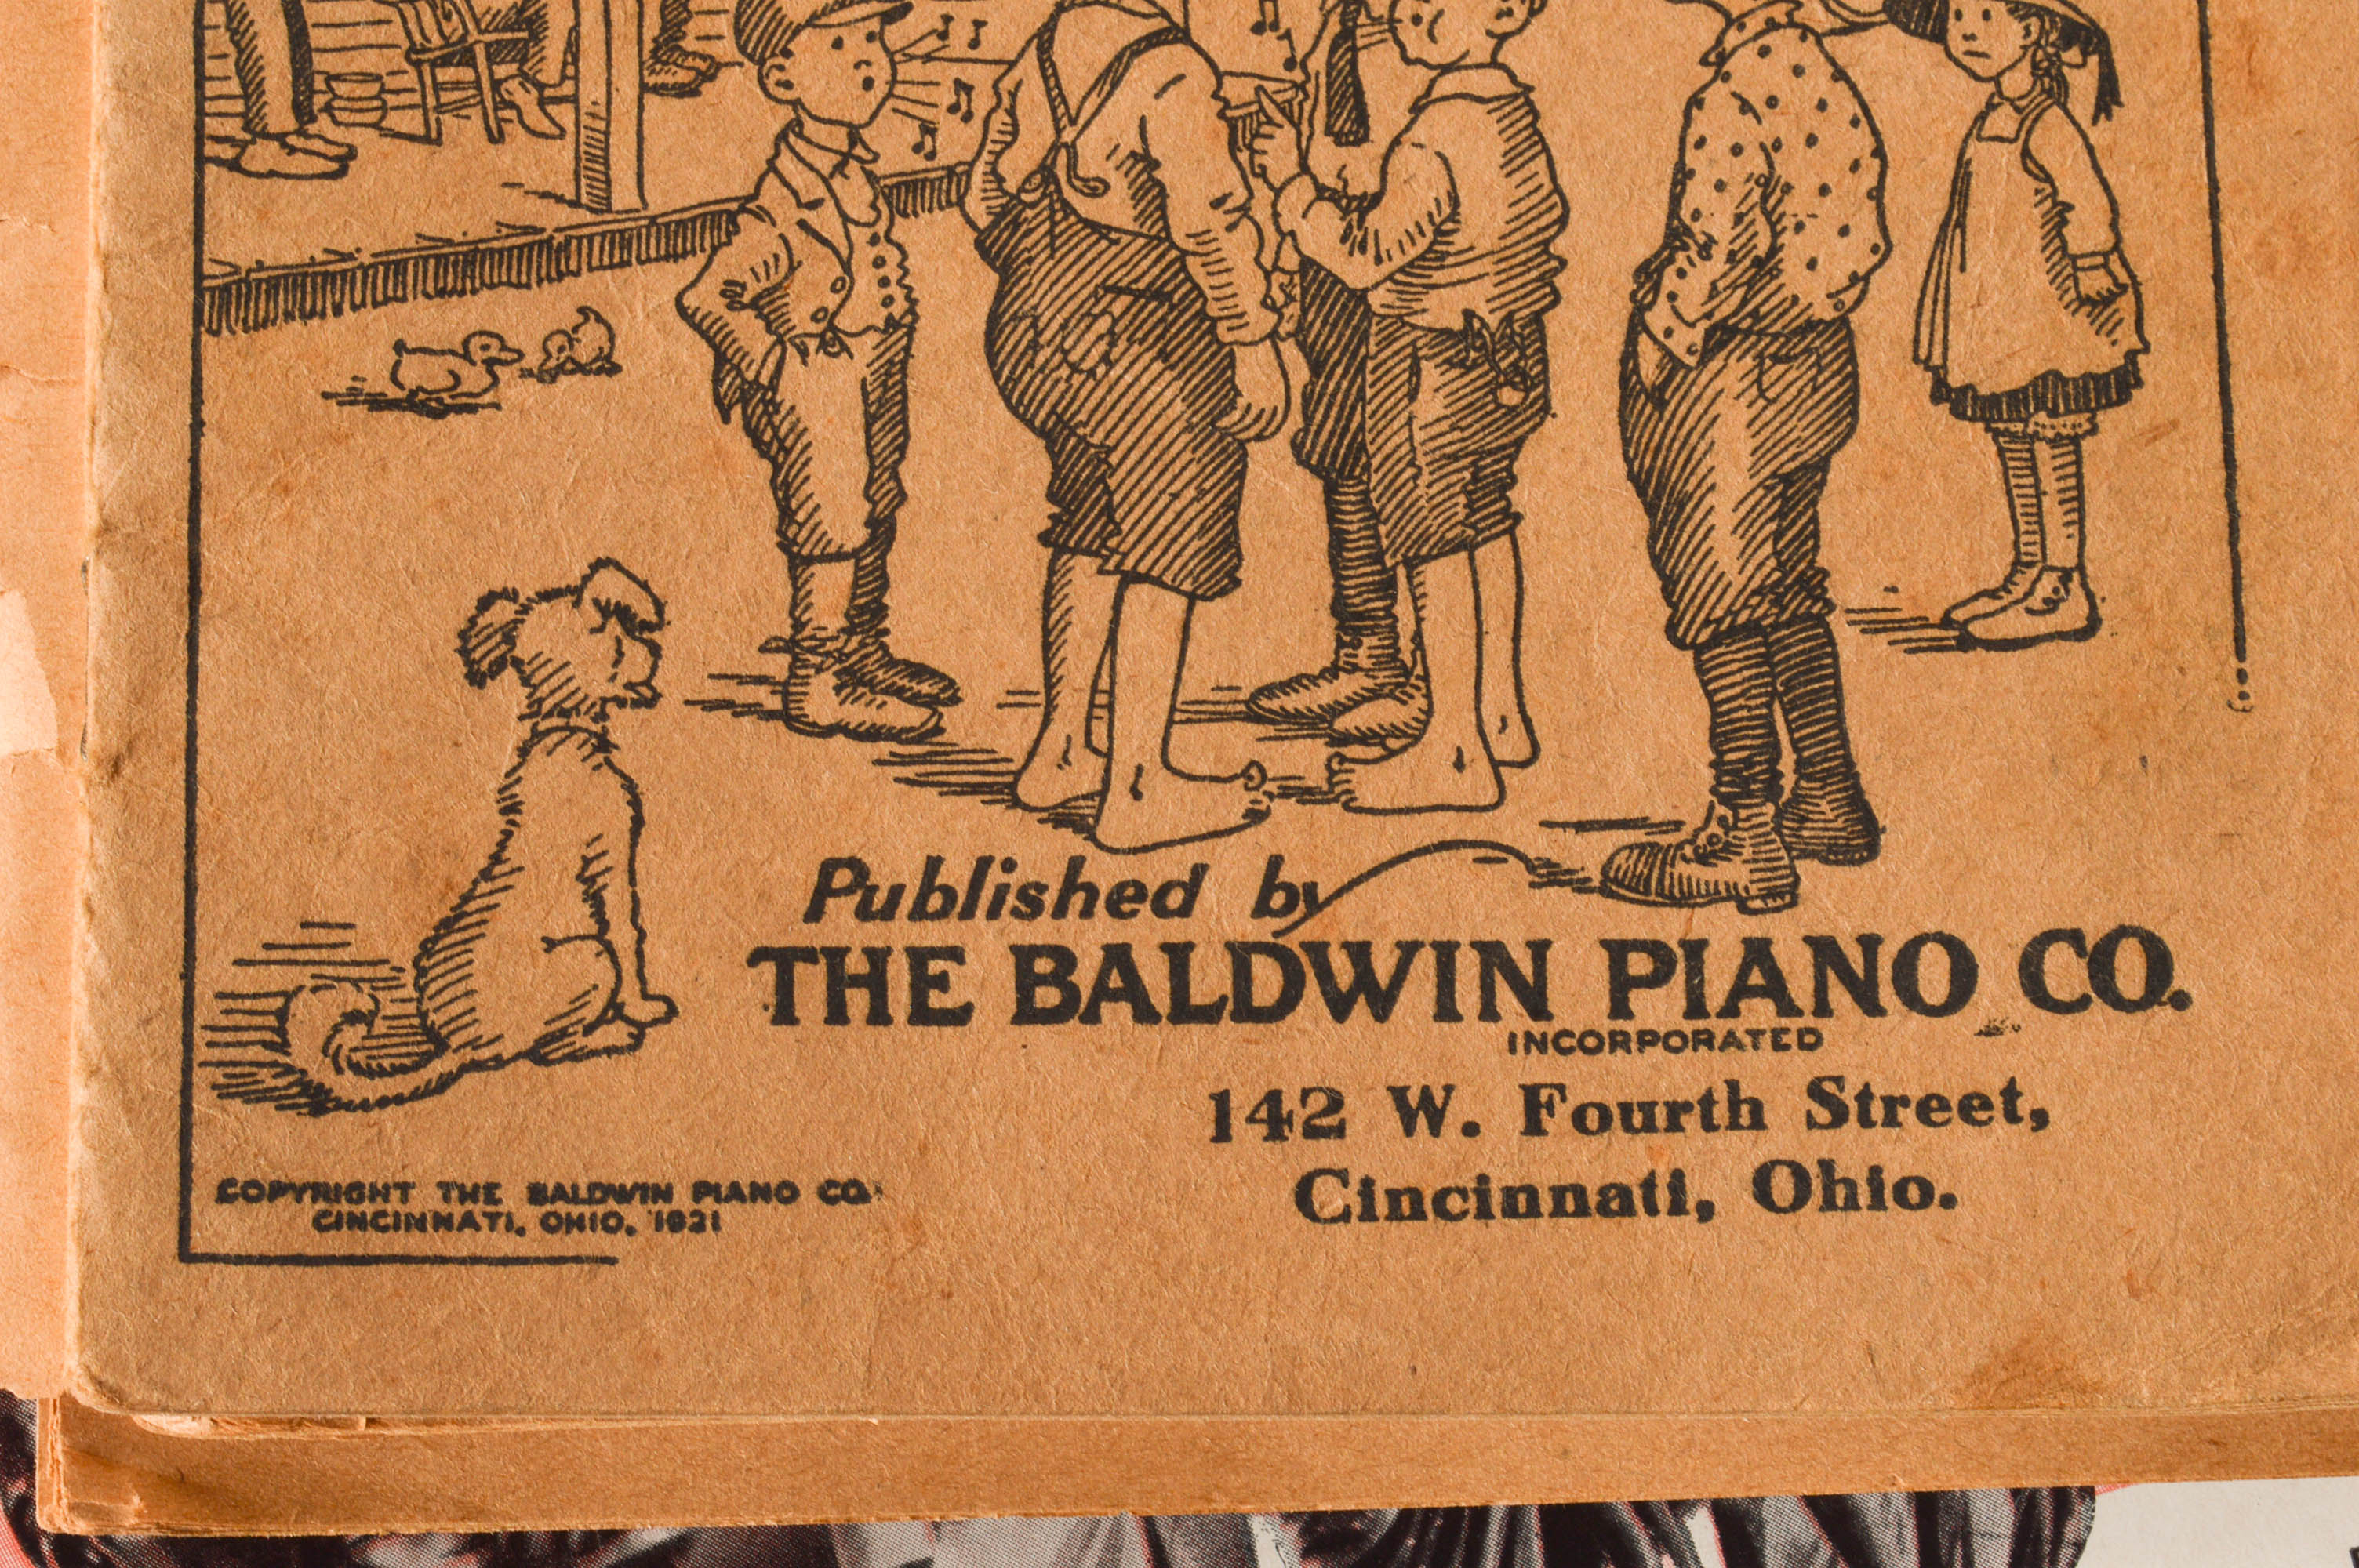 Published by
THE BALDWIN PIANO CO.
INCORPORATED
142 W. Fourth Street,
Cincinnati, Ohio.
COPYRIGHT THE BALDWIN PIANO CO.
CINCINNATI, OHIO, 1921